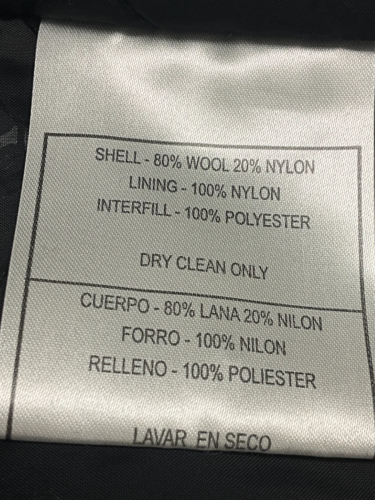 SHELL - 80% WOOL 20% NYLON
LINING - 100% NYLON
INTERFILL - 100% POLYESTER
DRY CLEAN ONLY
CUERPO - 80% LANA 20% NILON
FORRO - 100% NILON
RELLENO - 100% POLIESTER
LAVAR EN SECO